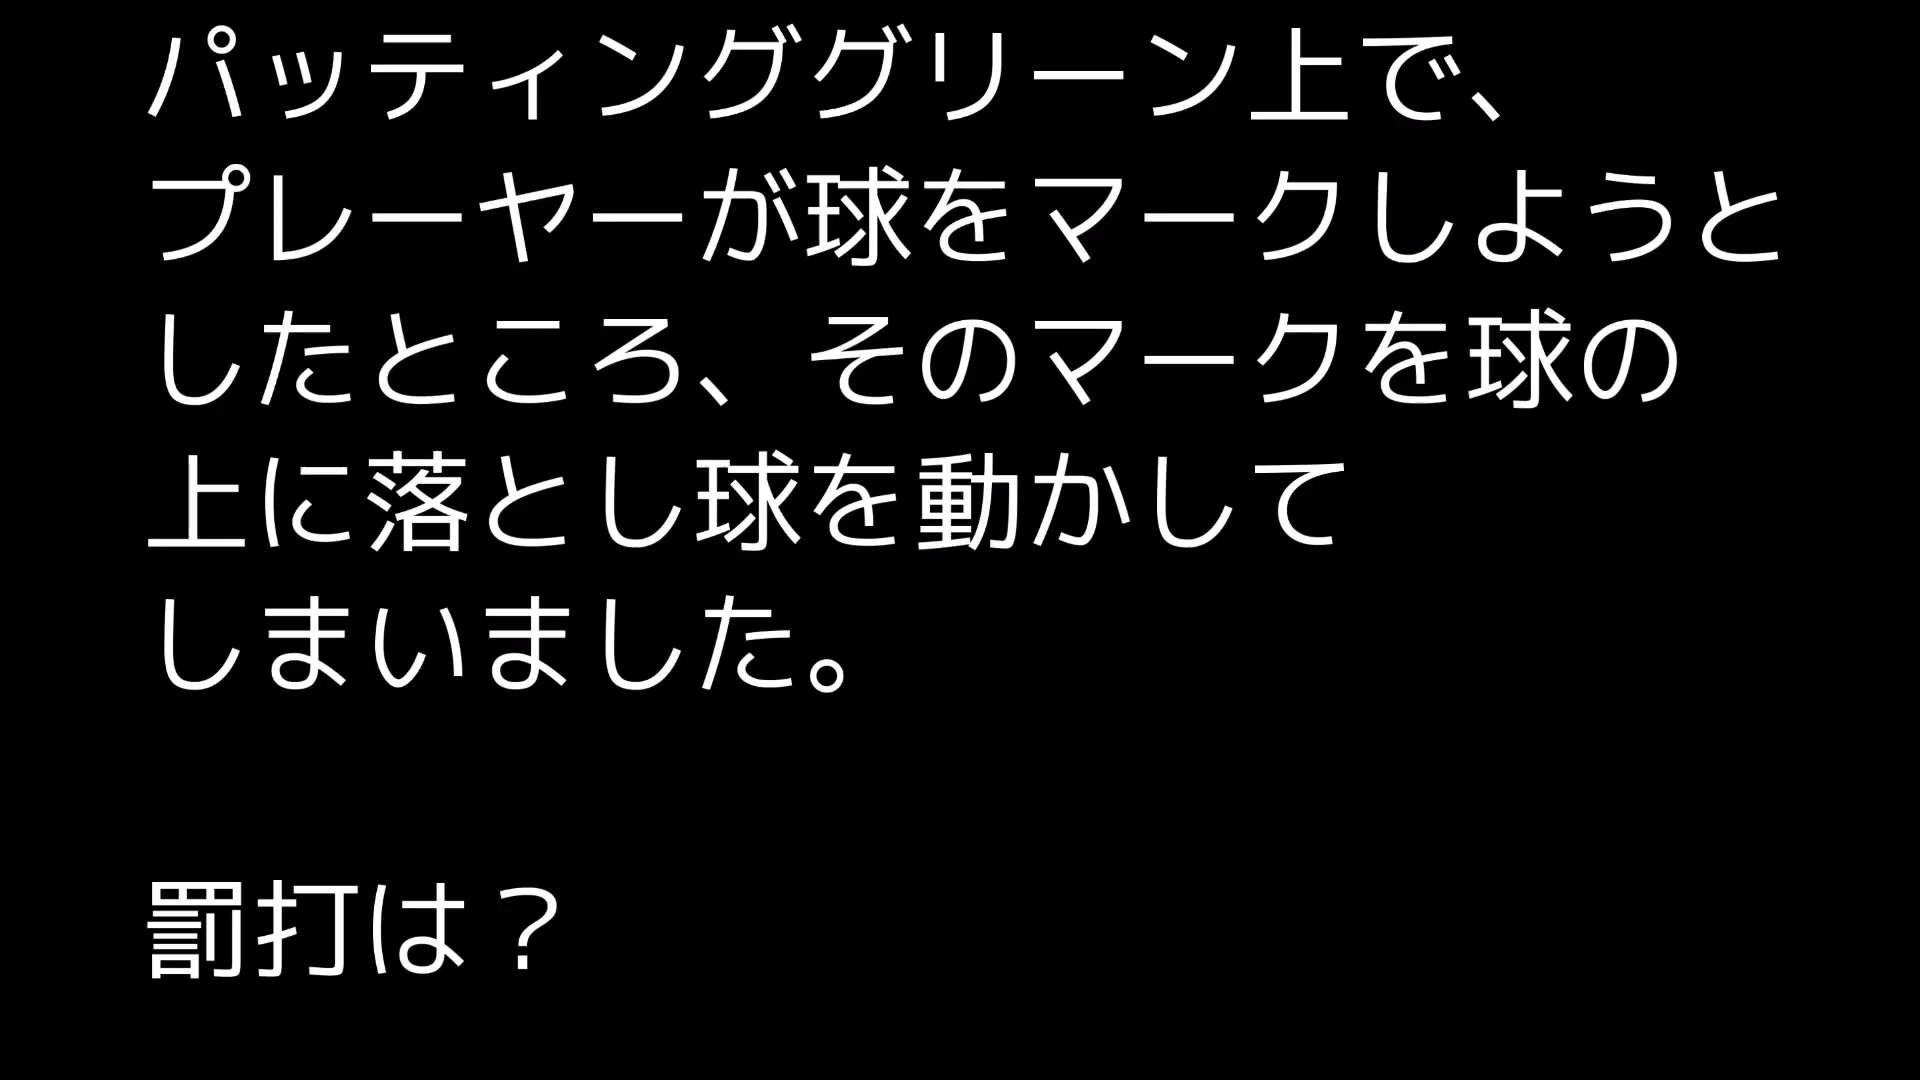 パッティンググリーン上で、
プレーヤーが球をマークしようと
したところ、そのマークを球の
上に落とし球を動かして
しまいました。
罰打は？